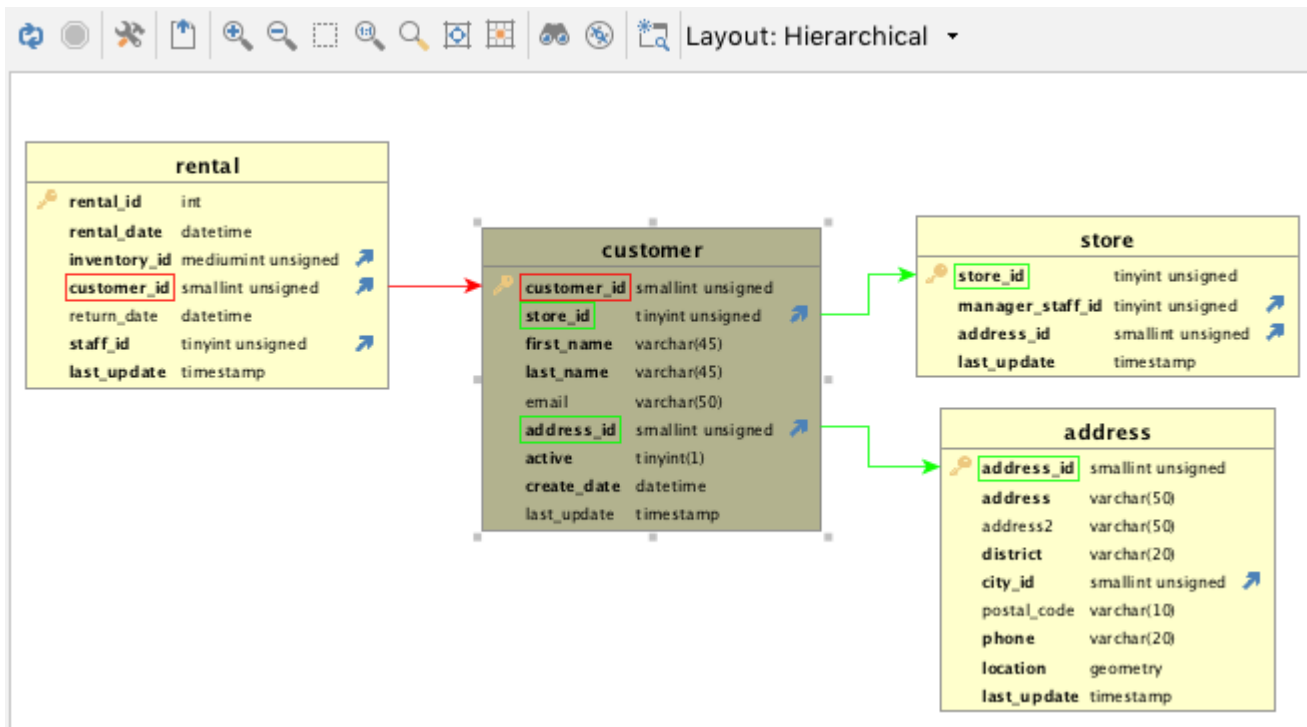 Layout: Hierarchical
rental
rental_id int
rental_date datetime
inventory_id mediumint unsigned
customer_id smallint unsigned
return_date datetime
staff_id tinyint unsigned
last_update timestamp
customer
customer_id smallint unsigned
store_id tinyint unsigned
first_name varchar(45)
last_name varchar(45)
email varchar(50)
address_id smallint unsigned
active tinyint(1)
create_date datetime
last_update timestamp
store
store_id tinyint unsigned
manager_staff_id tinyint unsigned
address_id smallint unsigned
last_update timestamp
address
address_id smallint unsigned
address varchar(50)
address2 varchar(50)
district varchar(20)
city_id smallint unsigned
postal_code varchar(10)
phone varchar(20)
location geometry
last_update timestamp